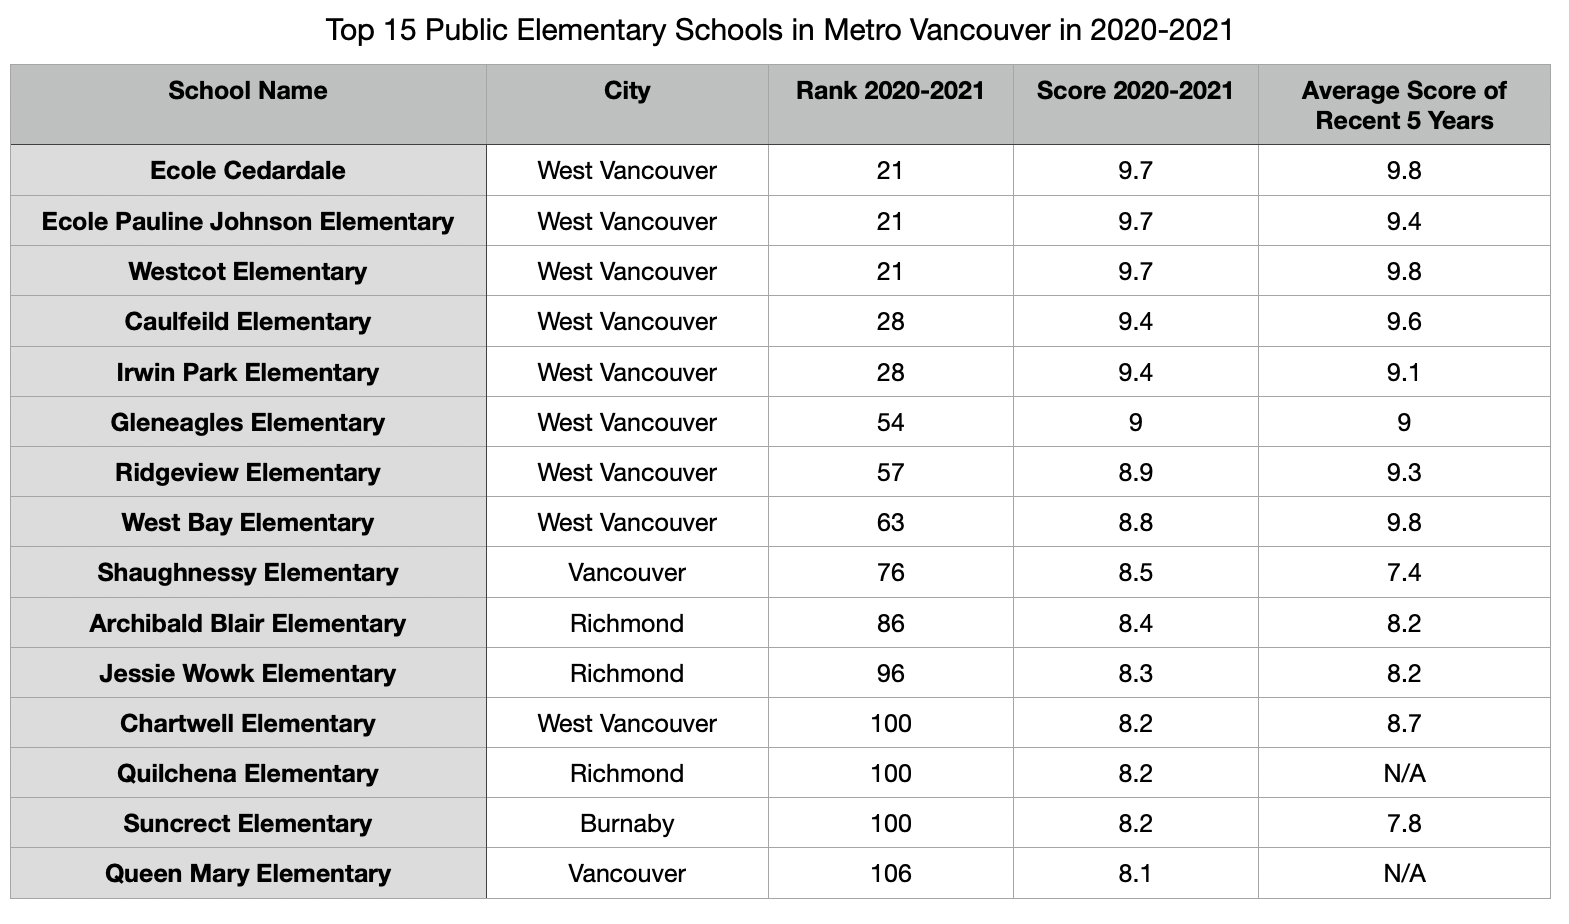 Top 15 Public Elementary Schools in Metro Vancouver in 2020-2021
School Name City Rank 2020-2021 Score 2020-2021 Average Score of
Recent 5 Years
Ecole Cedardale West Vancouver 21 9.7 9.8
Ecole Pauline Johnson Elementary West Vancouver 21 9.7 9.4
Westcot Elementary West Vancouver 21 9.7 9.8
Caulfeild Elementary West Vancouver 28 9.4 9.6
Irwin Park Elementary West Vancouver 28 9.4 9.1
Gleneagles Elementary West Vancouver 54 9 9
Ridgeview Elementary West Vancouver 57 8.9 9.3
West Bay Elementary West Vancouver 63 8.8 9.8
Shaughnessy Elementary Vancouver 76 8.5 7.4
Archibald Blair Elementary Richmond 86 8.4 8.2
Jessie Wowk Elementary Richmond 96 8.3 8.2
Chartwell Elementary West Vancouver 100 8.2 8.7
Quilchena Elementary Richmond 100 8.2 N/A
Suncrect Elementary Burnaby 100 8.2 7.8
Queen Mary Elementary Vancouver 106 8.1 N/A